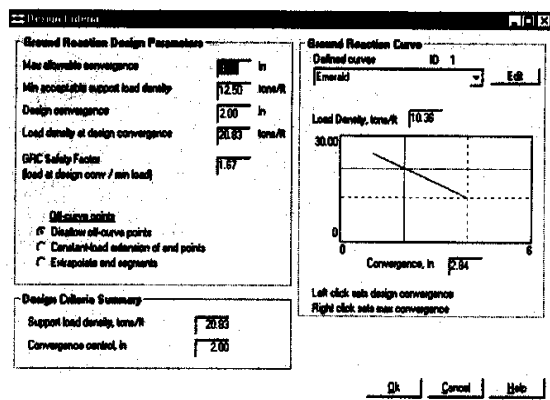 Design Criteria
Ground Reaction Design Parameters
Max allowable convergence in
Min acceptable support load density 12.50 tons/ft
Design convergence 2.00 in
Load density at design convergence 20.83 tons/ft
GRC Safety Factor 1.67
(load at design conv / min load)
Off-curve points
Disallow off-curve points
Constant-load extension of end points
Extrapolate end segments
Design Criteria Summary
Support load density, tons/ft 20.83
Convergence control, in 2.00
Ground Reaction Curve
Defined curves ID 1
Emerald Edit
Load Density, tons/ft 10.36
30.00
0
0 6
Convergence, in 2.84
Left click sets design convergence
Right click sets max convergence
Ok Cancel Help